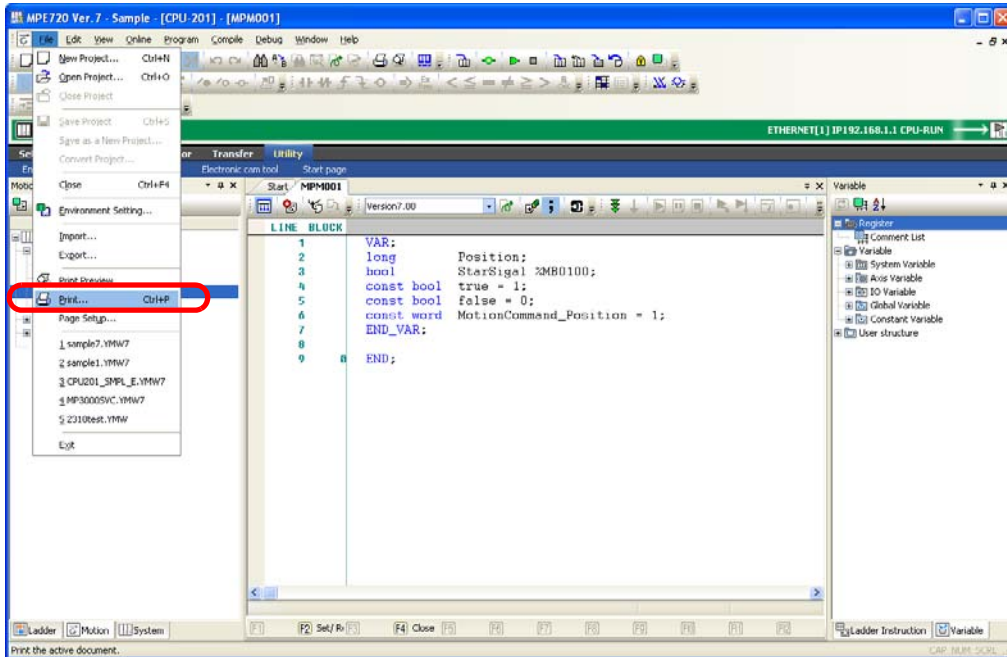 MPE720 Ver. 7 - Sample - [CPU-201] - [MPM001]
File Edit View Online Program Compile Debug Window Help
New Project... Ctrl+N
Open Project... Ctrl+O
Close Project
Save Project Ctrl+S
Save as a New Project...
Convert Project...
Close Ctrl+F4
Environment Setting...
Import...
Export...
Print Preview
Print... Ctrl+P
Page Setup...
1 sample7.YMW7
2 sample1.YMW7
3 CPU201_SMPL_E.YMW7
4 MP3000SVC.YMW7
5 2310test.YMW
Exit
ETHERNET[1] IP192.168.1.1 CPU-RUN
or Transfer Utility
Electronic cam tool Start page
Start MPM001
Version7.00
LINE BLOCK
1 VAR;
2 long Position;
3 bool StarSigal %MB0100;
4 const bool true = 1;
5 const bool false = 0;
6 const word MotionCommand_Position = 1;
7 END_VAR;
8
9 0 END;
Variable
Register
Comment List
Variable
System Variable
Axis Variable
IO Variable
Global Variable
Constant Variable
User structure
Ladder Motion System
F1 F2 Set/Re F3 F4 Close F5 F6 F7 F8 F9 F10 F11 F12
Ladder Instruction Variable
Print the active document.
CAP NUM SCRL